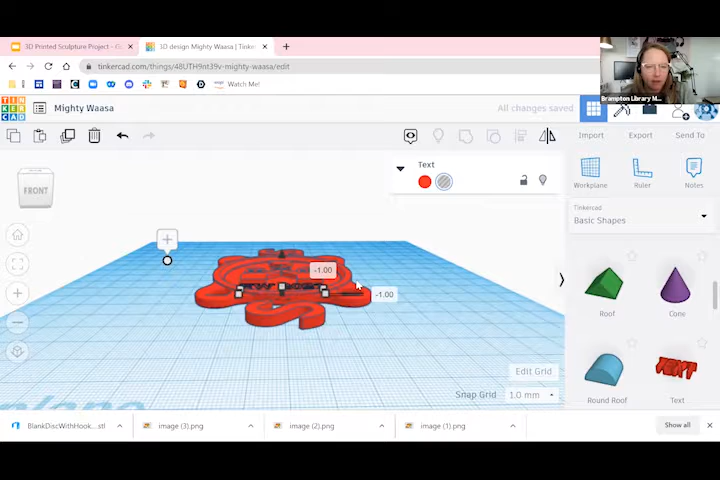 3D Printed Sculpture Project - G
3D design Mighty Waasa | Tinker
tinkercad.com/things/48UTH9nt39v-mighty-waasa/edit
Watch Me!
Brampton Library M...
TIN
KER
CAD
Mighty Waasa
All changes saved
Import
Export
Send To
Text
FRONT
Workplane
Ruler
Notes
Tinkercad
Basic Shapes
-1.00
-1.00
Roof
Cone
TEXT
Round Roof
Text
Edit Grid
Snap Grid
1.0 mm
BlankDiscWithHook....stl
image (3).png
image (2).png
image (1).png
Show all